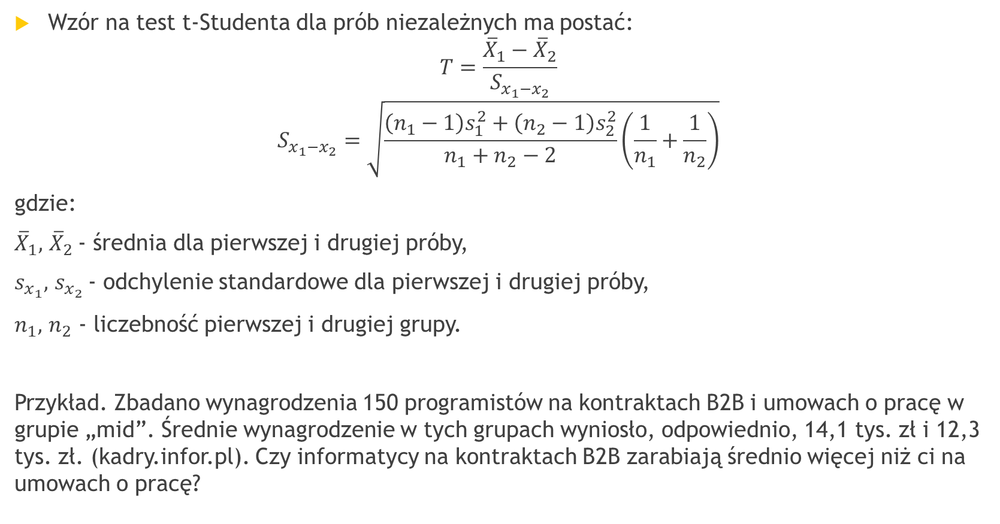 ► Wzór na test t-Studenta dla prób niezależnych ma postać:
$T = \frac{\bar{X}_1 - \bar{X}_2}{S_{x_1-x_2}}$
$S_{x_1-x_2} = \sqrt{\frac{(n_1-1)s_1^2 + (n_2-1)s_2^2}{n_1+n_2-2}\left(\frac{1}{n_1}+\frac{1}{n_2}\right)}$
gdzie:
$\bar{X}_1, \bar{X}_2$ - średnia dla pierwszej i drugiej próby,
$s_{x_1}, s_{x_2}$ - odchylenie standardowe dla pierwszej i drugiej próby,
$n_1, n_2$ - liczebność pierwszej i drugiej grupy.
Przykład. Zbadano wynagrodzenia 150 programistów na kontraktach B2B i umowach o pracę w
grupie „mid”. Średnie wynagrodzenie w tych grupach wyniosło, odpowiednio, 14,1 tys. zł i 12,3
tys. zł. (kadry.infor.pl). Czy informatycy na kontraktach B2B zarabiają średnio więcej niż ci na
umowach o pracę?